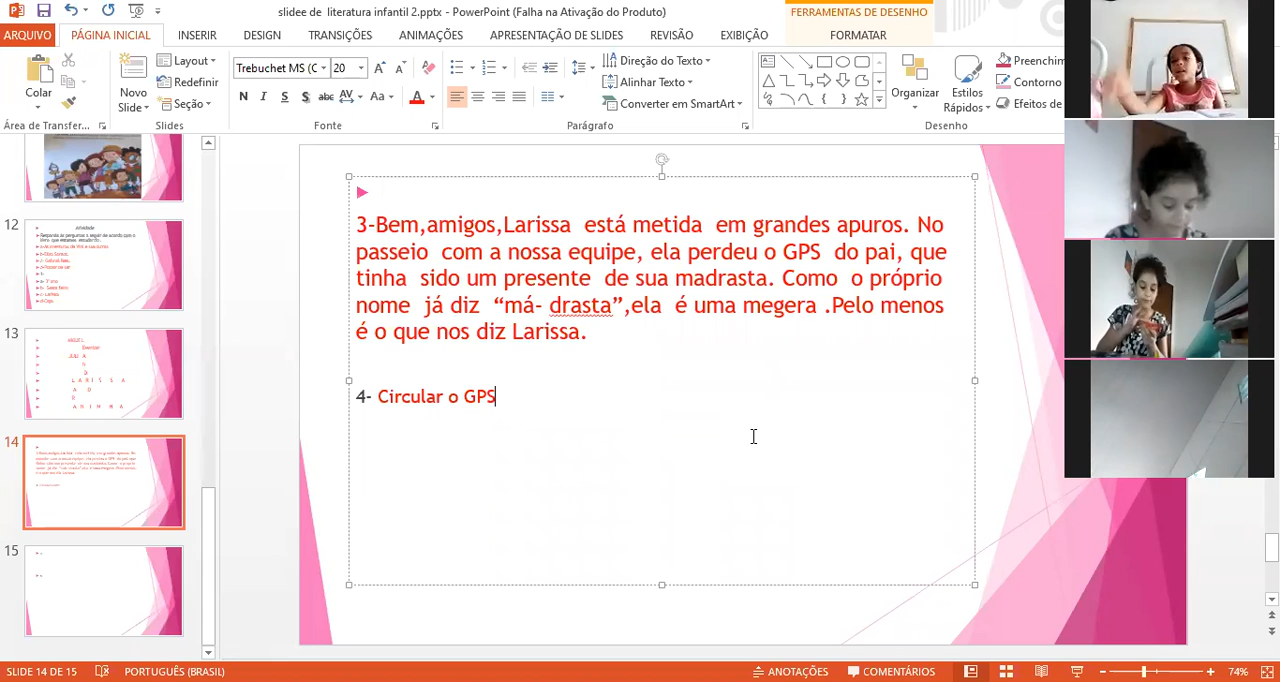 slidee de literatura infantil 2.pptx - PowerPoint (Falha na Ativação do Produto)
FERRAMENTAS DE DESENHO
ARQUIVO PÁGINA INICIAL INSERIR DESIGN TRANSIÇÕES ANIMAÇÕES APRESENTAÇÃO DE SLIDES REVISÃO EXIBIÇÃO FORMATAR
Colar
Novo Slide
Layout
Redefinir
Seção
Trebuchet MS (C 20
N I S S abc AV Aa A
Direção do Texto
Alinhar Texto
Converter em SmartArt
Organizar
Estilos Rápidos
Preenchim
Contorno
Efeitos de
Área de Transfer... Slides Fonte Parágrafo Desenho
12
Atividade
13
14
15
3-Bem,amigos,Larissa está metida em grandes apuros. No
passeio com a nossa equipe, ela perdeu o GPS do pai, que
tinha sido um presente de sua madrasta. Como o próprio
nome já diz “má- drasta”,ela é uma megera .Pelo menos
é o que nos diz Larissa.
4- Circular o GPS
SLIDE 14 DE 15 PORTUGUÊS (BRASIL) ANOTAÇÕES COMENTÁRIOS 74%